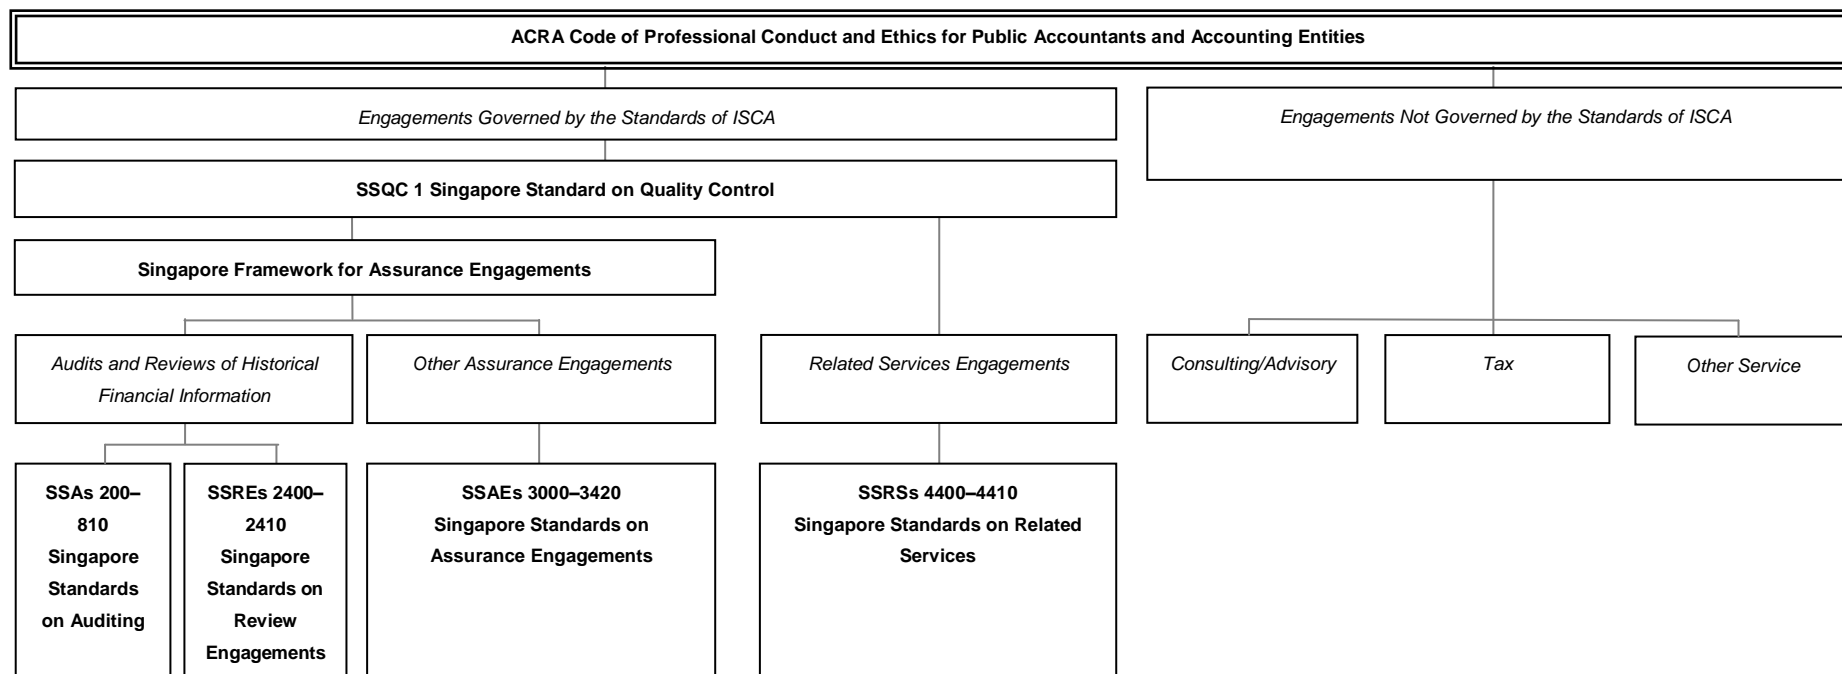 ACRA Code of Professional Conduct and Ethics for Public Accountants and Accounting Entities
Engagements Governed by the Standards of ISCA
Engagements Not Governed by the Standards of ISCA
SSQC 1 Singapore Standard on Quality Control
Singapore Framework for Assurance Engagements
Audits and Reviews of Historical
Financial Information
Other Assurance Engagements
Related Services Engagements
Consulting/Advisory
Tax
Other Service
SSAs 200–
810
Singapore
Standards
on Auditing
SSREs 2400–
2410
Singapore
Standards on
Review
Engagements
SSAEs 3000–3420
Singapore Standards on
Assurance Engagements
SSRSs 4400–4410
Singapore Standards on Related
Services